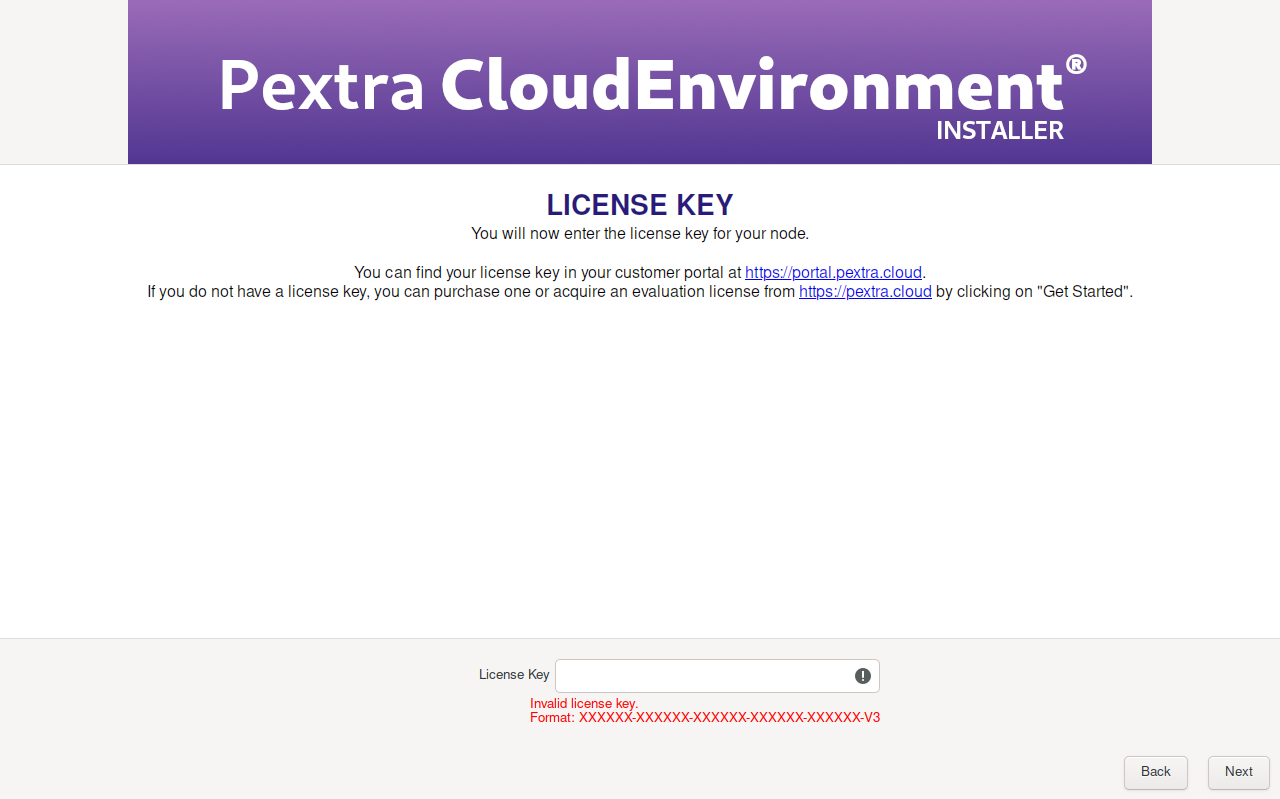 Pextra CloudEnvironment®
INSTALLER
LICENSE KEY
You will now enter the license key for your node.
You can find your license key in your customer portal at https://portal.pextra.cloud.
If you do not have a license key, you can purchase one or acquire an evaluation license from https://pextra.cloud by clicking on "Get Started".
License Key
Invalid license key.
Format: XXXXXX-XXXXXX-XXXXXX-XXXXXX-XXXXXX-V3
Back Next